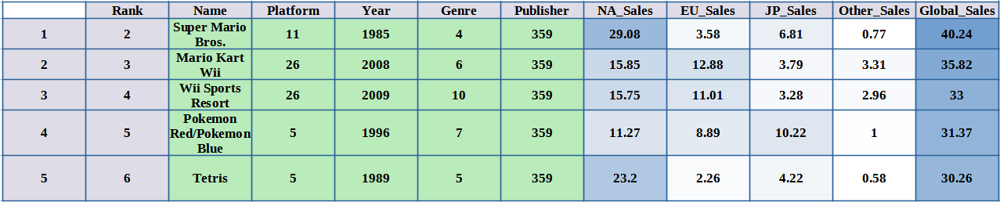 Rank Name Platform Year Genre Publisher NA_Sales EU_Sales JP_Sales Other_Sales Global_Sales
1 2 Super Mario Bros. 11 1985 4 359 29.08 3.58 6.81 0.77 40.24
2 3 Mario Kart Wii 26 2008 6 359 15.85 12.88 3.79 3.31 35.82
3 4 Wii Sports Resort 26 2009 10 359 15.75 11.01 3.28 2.96 33
4 5 Pokemon Red/Pokemon Blue 5 1996 7 359 11.27 8.89 10.22 1 31.37
5 6 Tetris 5 1989 5 359 23.2 2.26 4.22 0.58 30.26